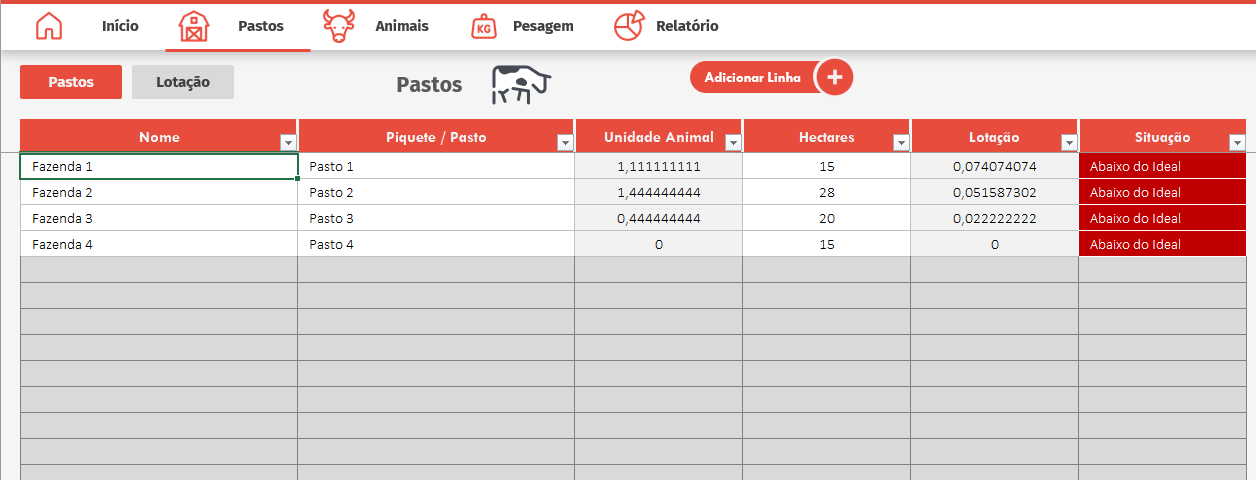 Início Pastos Animais KG Pesagem Relatório
Pastos Lotação Pastos Adicionar Linha +
Nome Piquete / Pasto Unidade Animal Hectares Lotação Situação
Fazenda 1 Pasto 1 1,111111111 15 0,074074074 Abaixo do Ideal
Fazenda 2 Pasto 2 1,444444444 28 0,051587302 Abaixo do Ideal
Fazenda 3 Pasto 3 0,444444444 20 0,022222222 Abaixo do Ideal
Fazenda 4 Pasto 4 0 15 0 Abaixo do Ideal